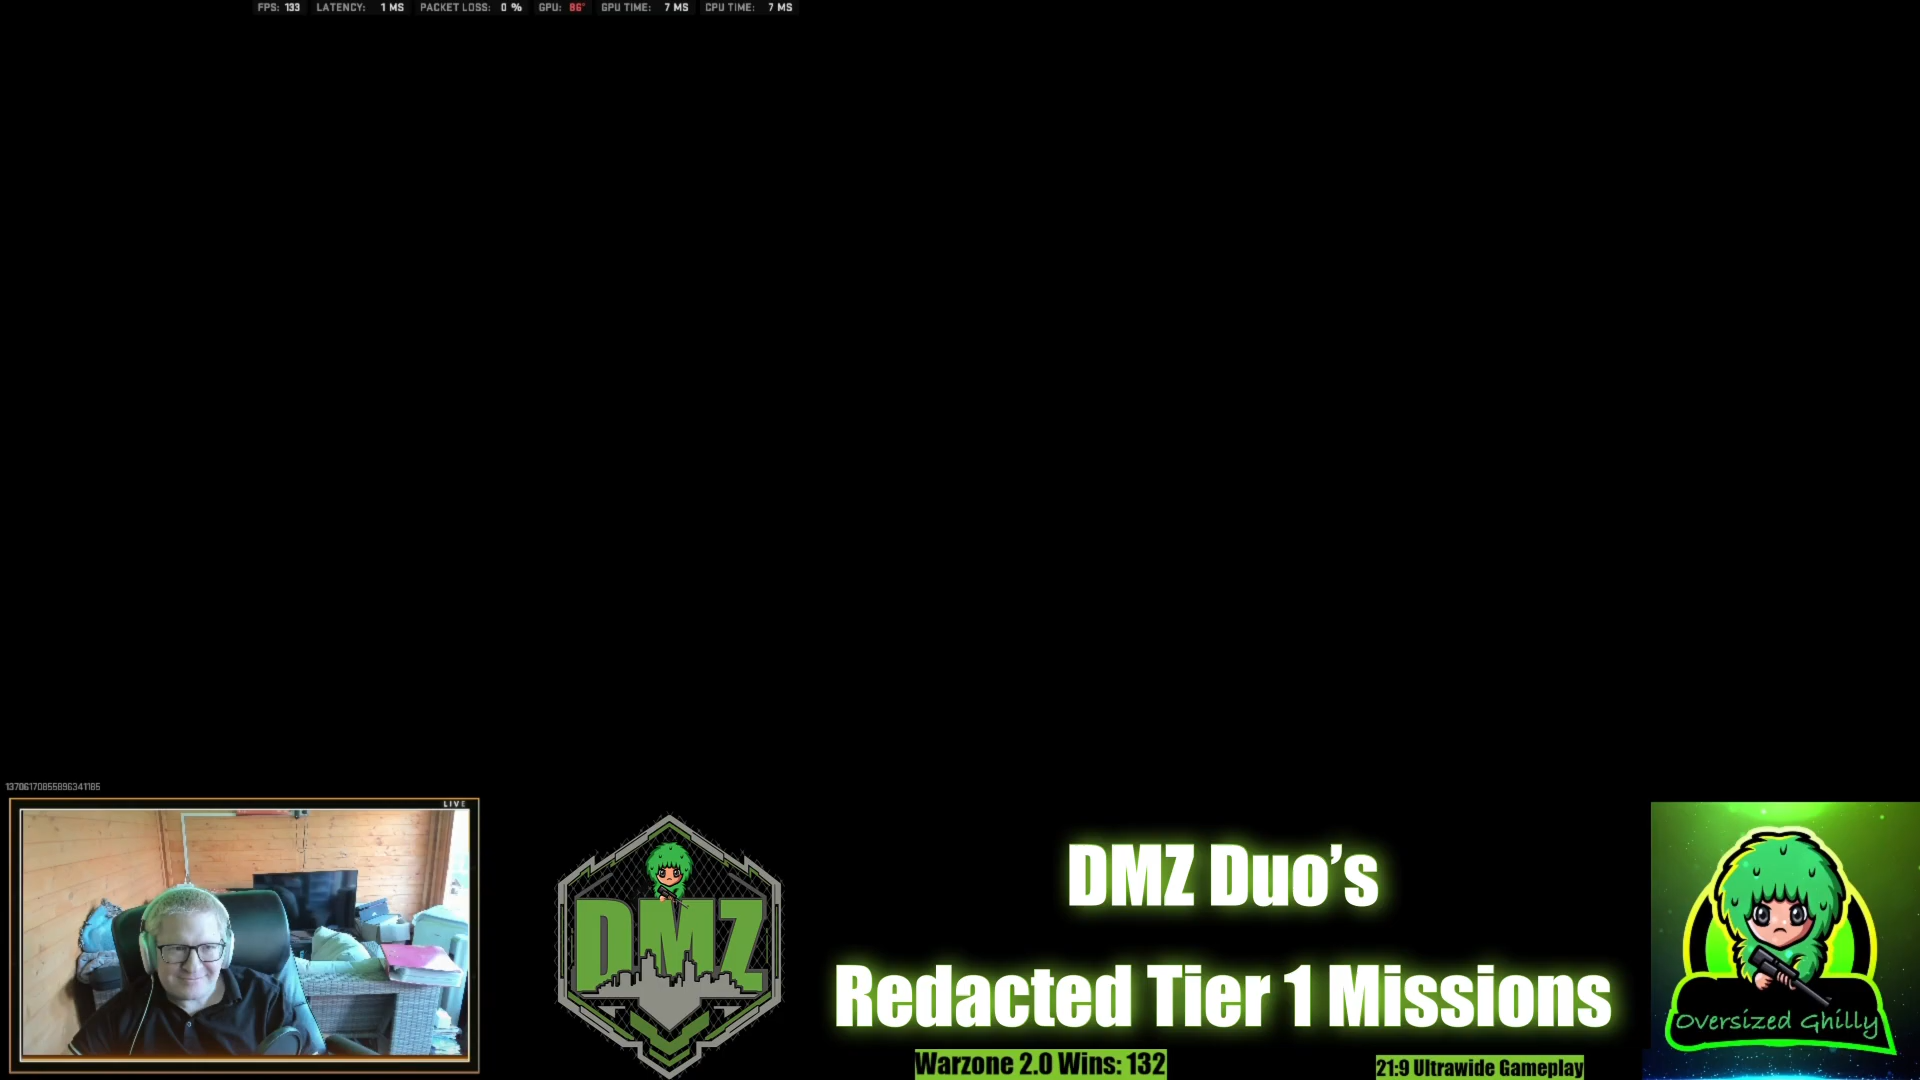 FPS: 133 LATENCY: 1 MS PACKET LOSS: 0 % GPU: 86° GPU TIME: 7 MS CPU TIME: 7 MS
13706170855896341185
LIVE
DMZ
DMZ Duo's
Redacted Tier 1 Missions
Warzone 2.0 Wins: 132
21:9 Ultrawide Gameplay
Oversized Ghilly